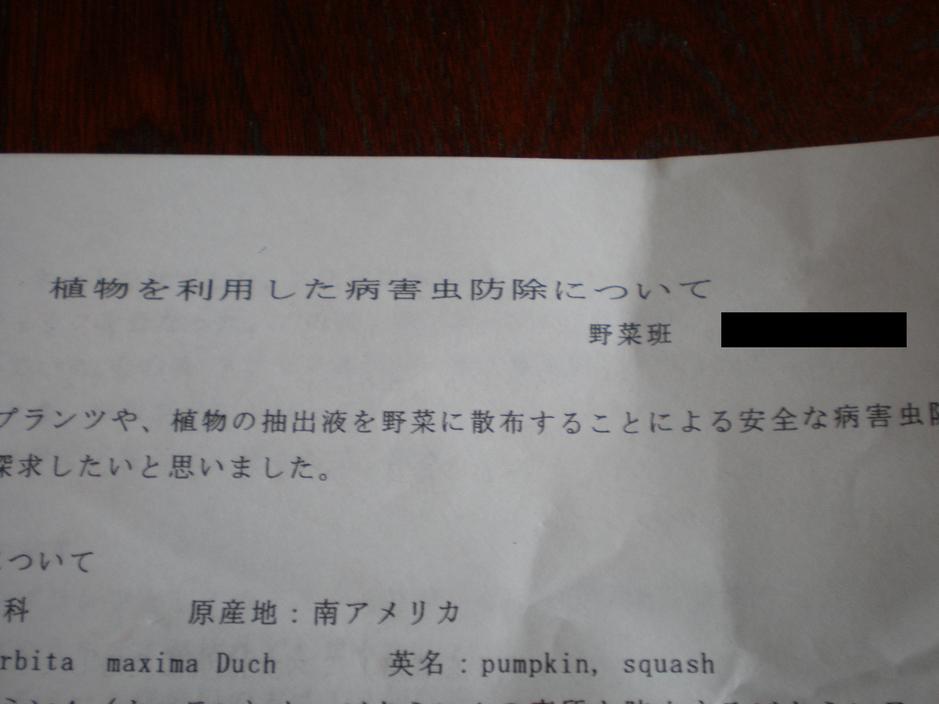 植物を利用した病害虫防除について
野菜班
プランツや、植物の抽出液を野菜に散布することによる安全な病害虫防
探求したいと思いました。
について
科 原産地：南アメリカ
rbita maxima Duch 英名：pumpkin, squash